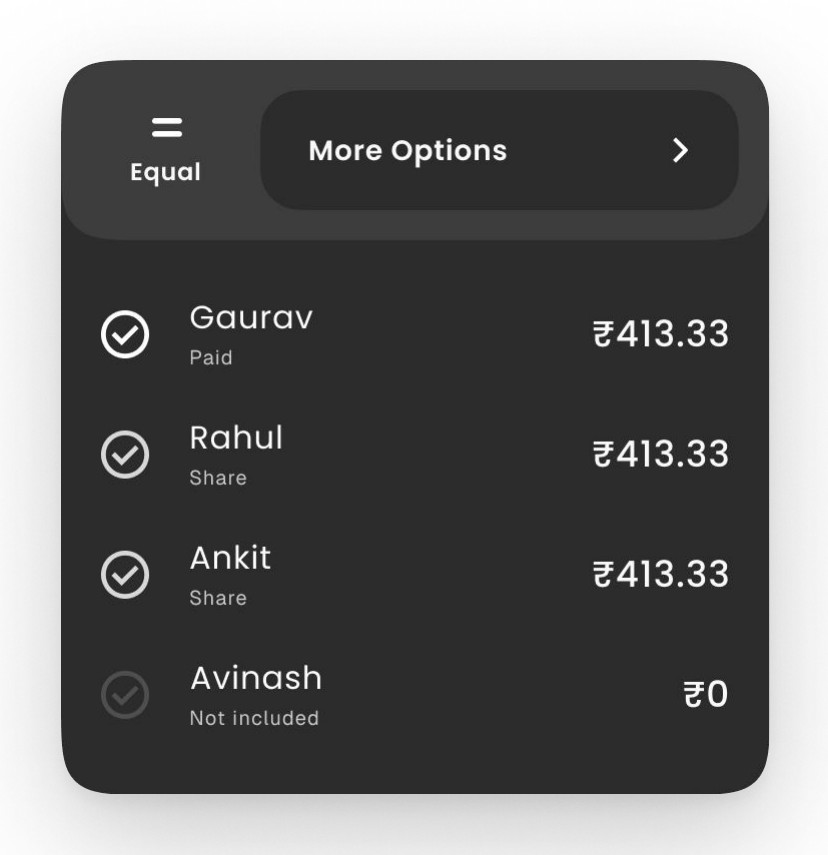 Equal
More Options
Gaurav
Paid
₹413.33
Rahul
Share
₹413.33
Ankit
Share
₹413.33
Avinash
Not included
₹0